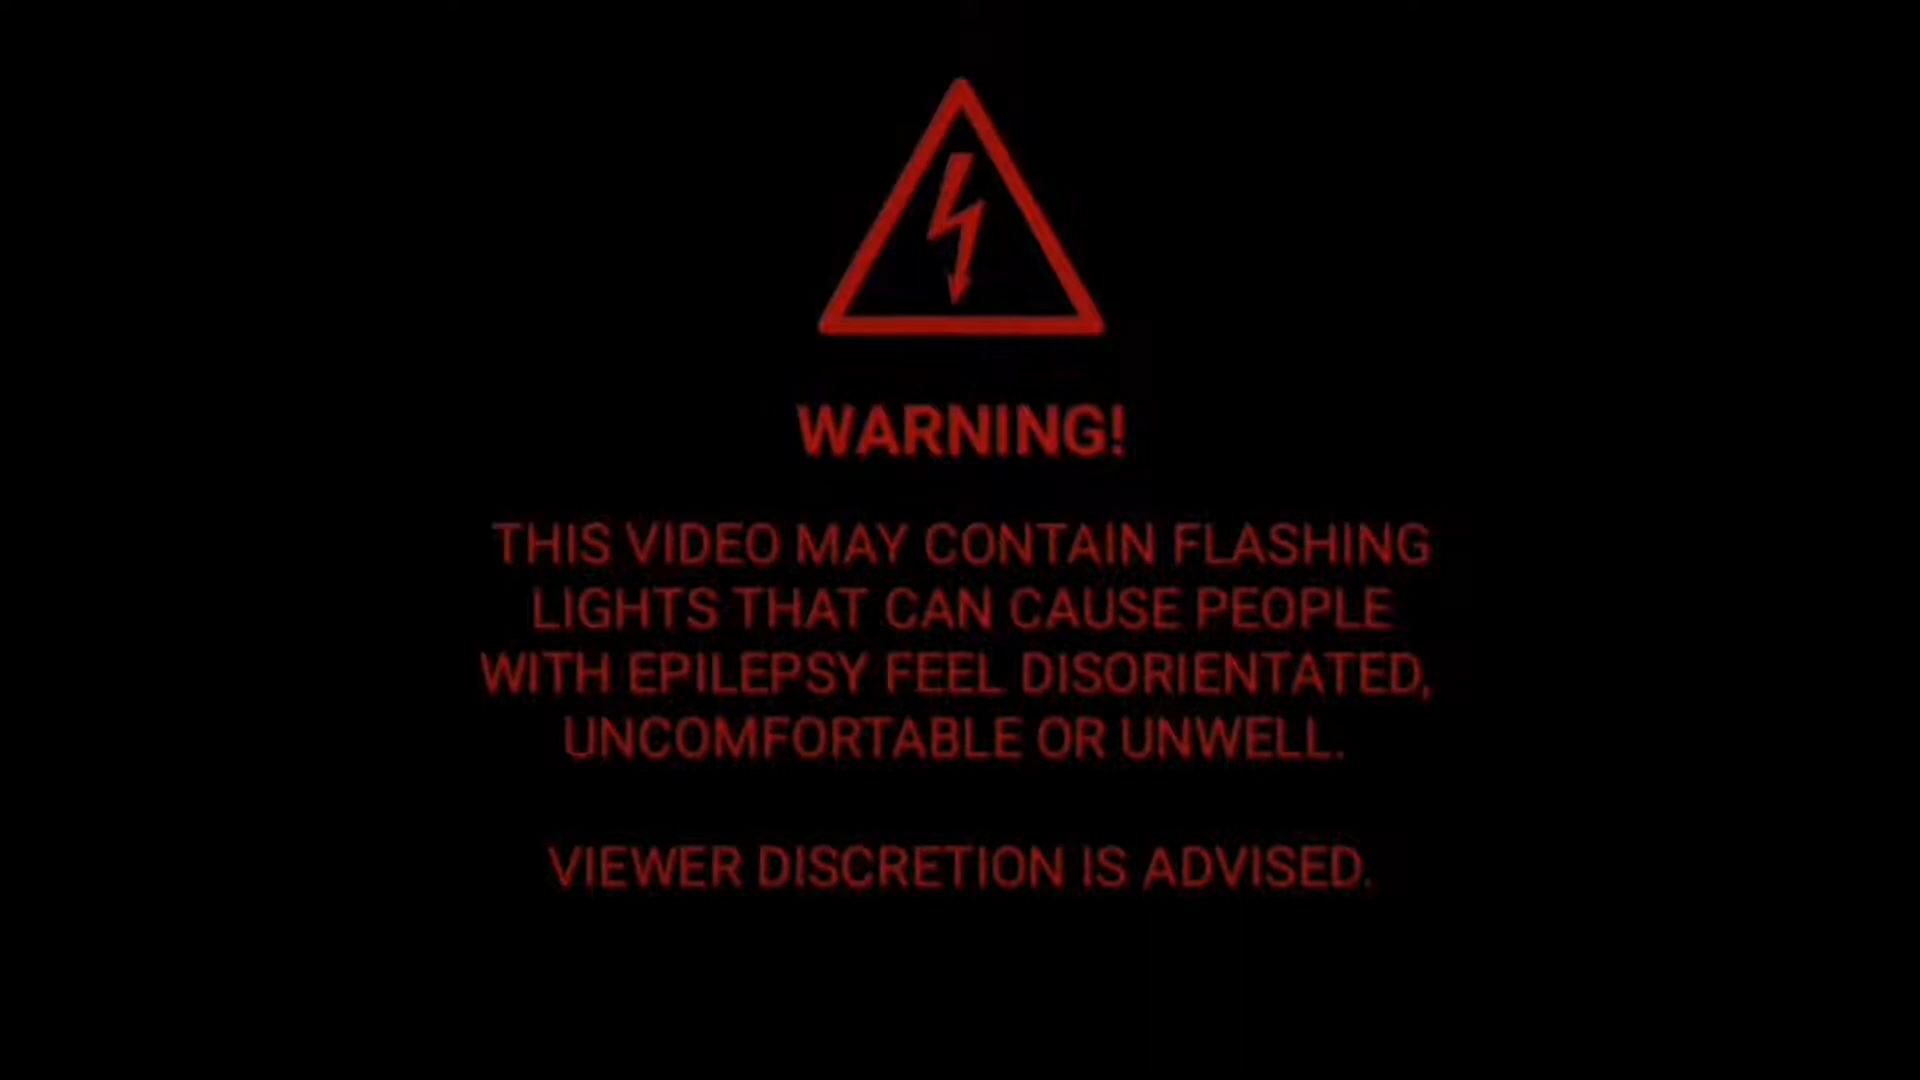 WARNING!
THIS VIDEO MAY CONTAIN FLASHING
LIGHTS THAT CAN CAUSE PEOPLE
WITH EPILEPSY FEEL DISORIENTATED,
UNCOMFORTABLE OR UNWELL.
VIEWER DISCRETION IS ADVISED.